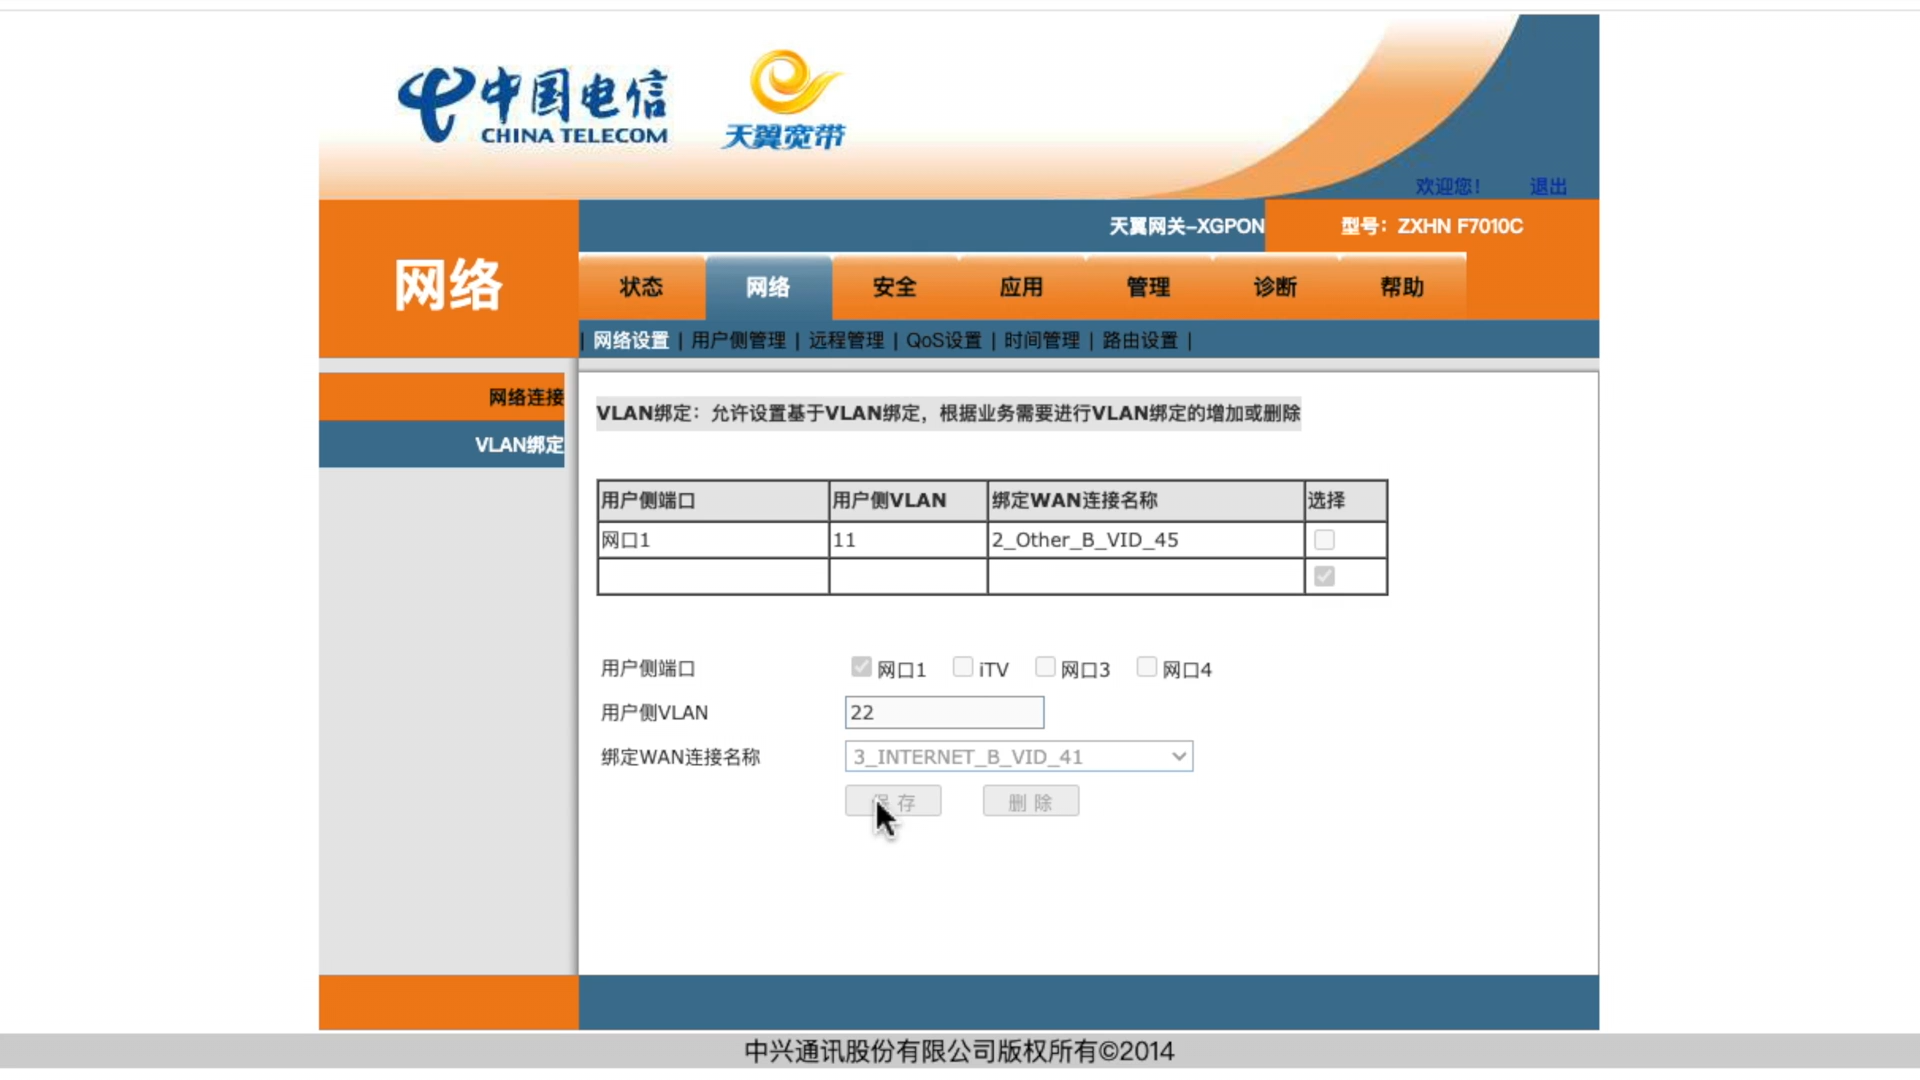 中国电信
CHINA TELECOM
天翼宽带
欢迎您! 退出
天翼网关-XGPON 型号: ZXHN F7010C
网络
状态 网络 安全 应用 管理 诊断 帮助
| 网络设置 | 用户侧管理 | 远程管理 | QoS设置 | 时间管理 | 路由设置 |
网络连接
VLAN绑定
VLAN绑定: 允许设置基于VLAN绑定, 根据业务需要进行VLAN绑定的增加或删除
用户侧端口 用户侧VLAN 绑定WAN连接名称 选择
网口1 11 2_Other_B_VID_45
用户侧端口 网口1 iTV 网口3 网口4
用户侧VLAN 22
绑定WAN连接名称 3_INTERNET_B_VID_41
保 存 删 除
中兴通讯股份有限公司版权所有©2014